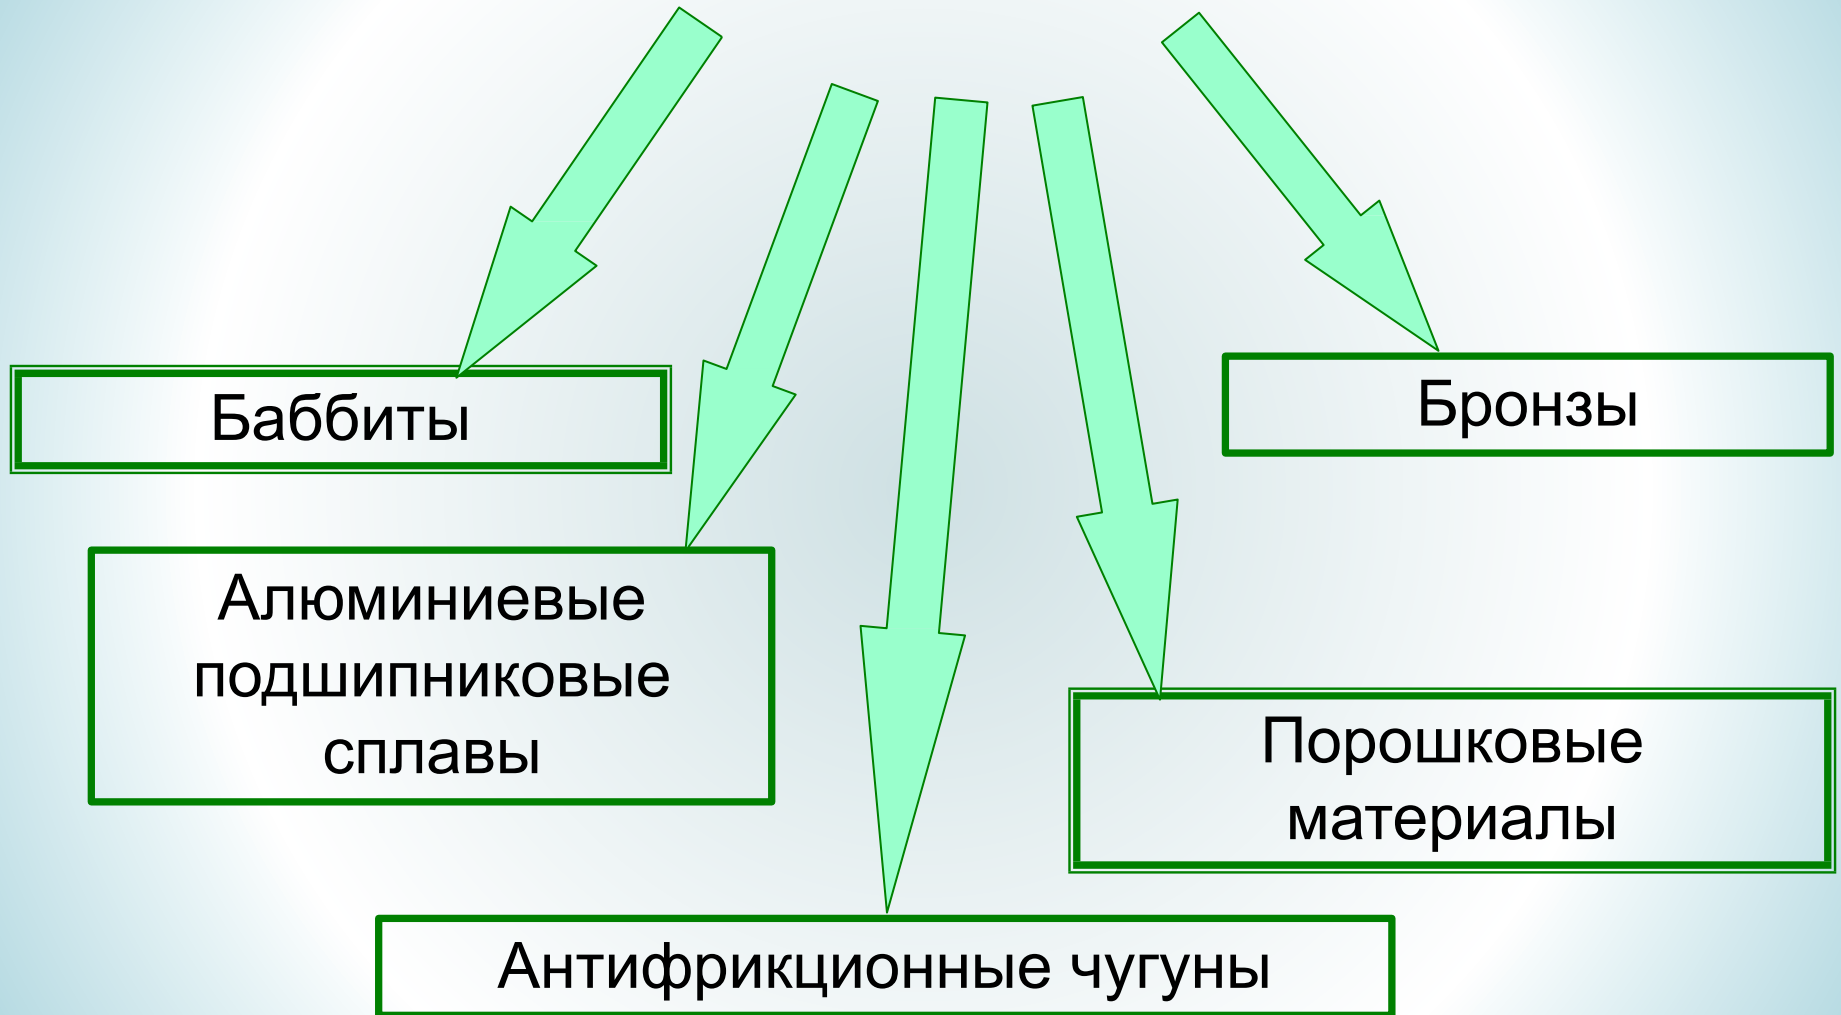 Баббиты
Бронзы
Алюминиевые
подшипниковые
сплавы
Порошковые
материалы
Антифрикционные чугуны